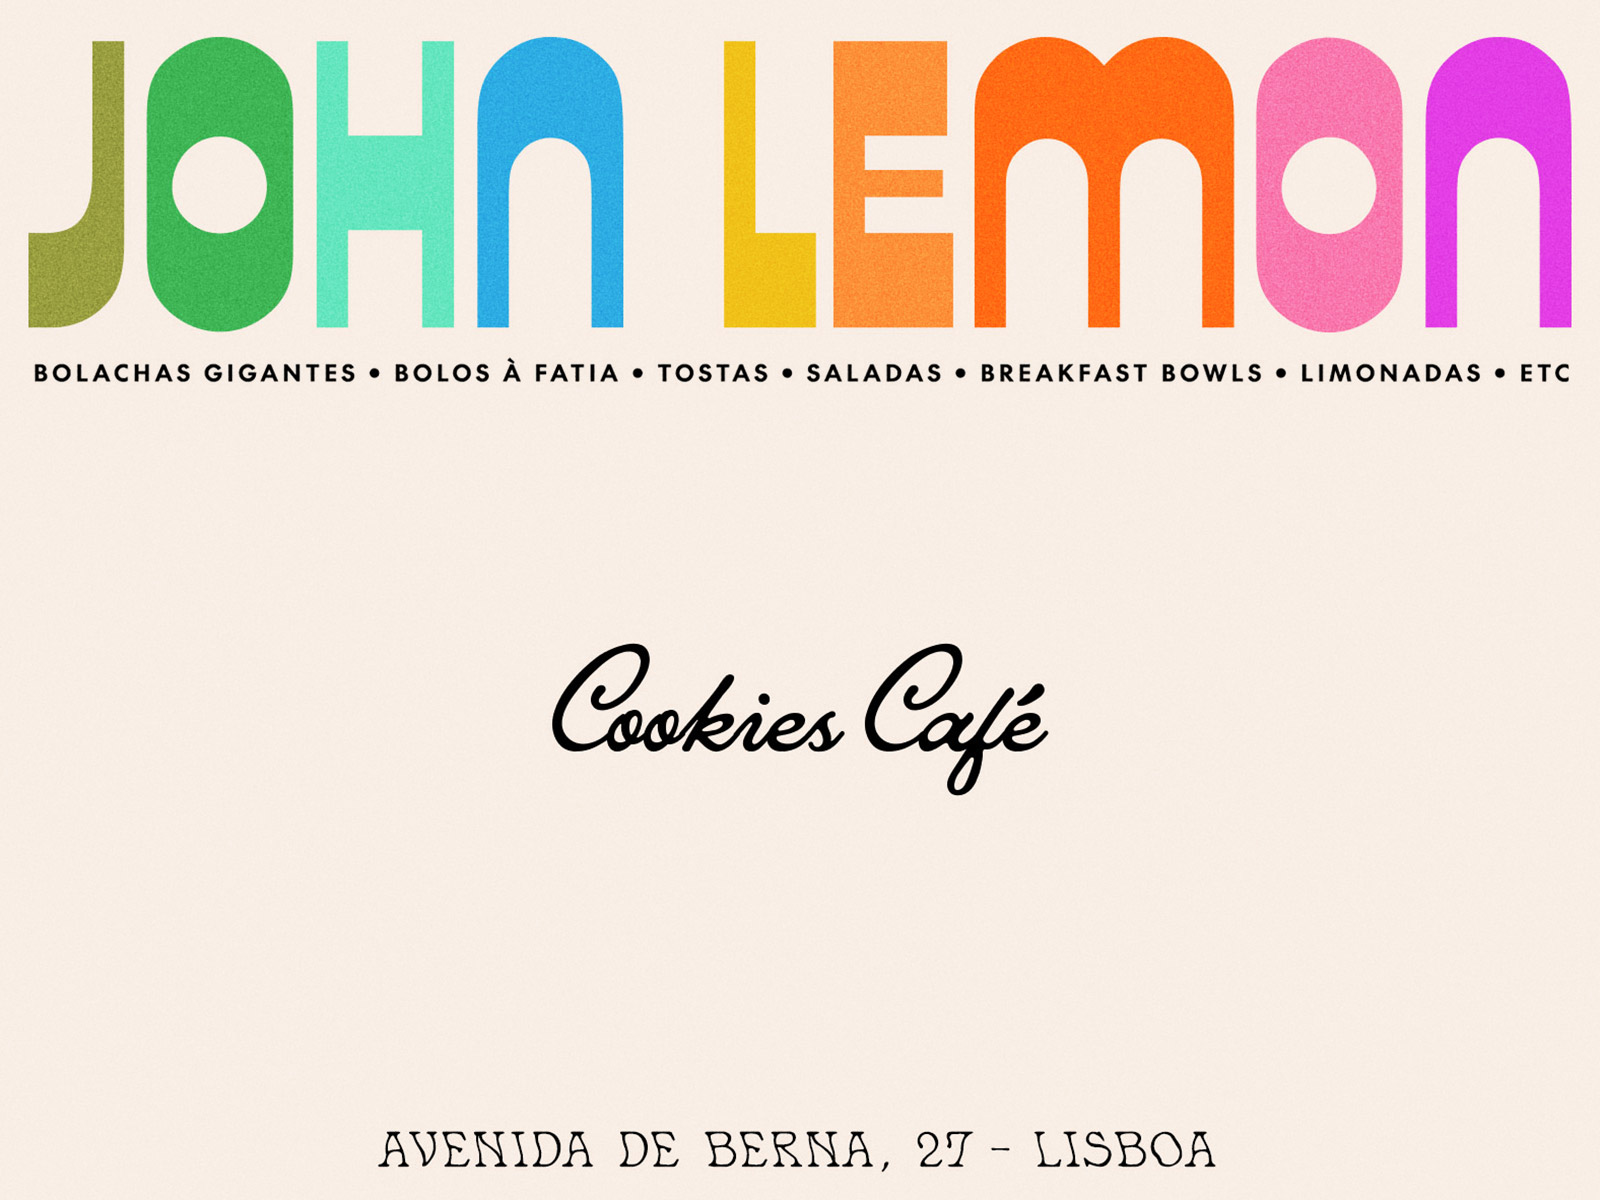 JOHN LEMON
BOLACHAS GIGANTES • BOLOS À FATIA • TOSTAS • SALADAS • BREAKFAST BOWLS • LIMONADAS • ETC
Cookies Café
AVENIDA DE BERNA, 27 – LISBOA